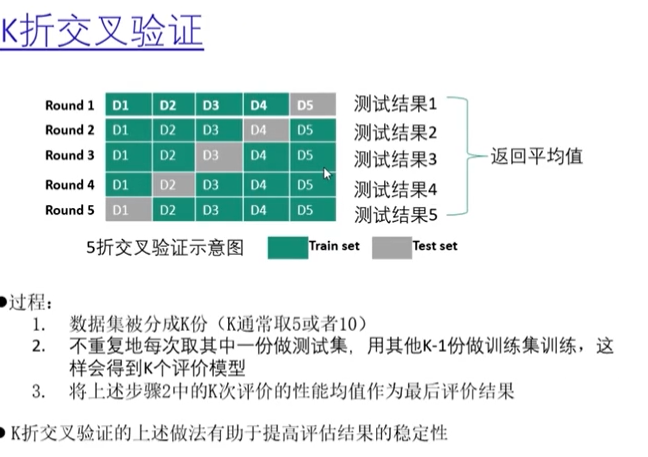 K折交叉验证
Round 1 D1 D2 D3 D4 D5 测试结果1
Round 2 D1 D2 D3 D4 D5 测试结果2
Round 3 D1 D2 D3 D4 D5 测试结果3
返回平均值
Round 4 D1 D2 D3 D4 D5 测试结果4
Round 5 D1 D2 D3 D4 D5 测试结果5
5折交叉验证示意图 Train set Test set
●过程：
1. 数据集被分成K份（K通常取5或者10）
2. 不重复地每次取其中一份做测试集，用其他K-1份做训练集训练，这
样会得到K个评价模型
3. 将上述步骤2中的K次评价的性能均值作为最后评价结果
● K折交叉验证的上述做法有助于提高评估结果的稳定性